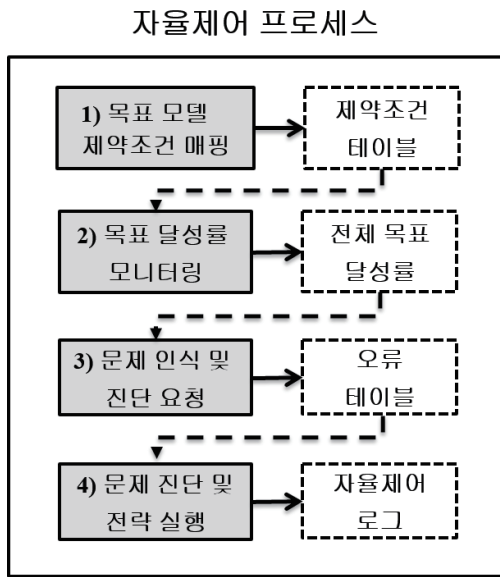 자율제어 프로세스
1) 목표 모델
제약조건 매핑
제약조건
테이블
2) 목표 달성률
모니터링
전체 목표
달성률
3) 문제 인식 및
진단 요청
오류
테이블
4) 문제 진단 및
전략 실행
자율제어
로그